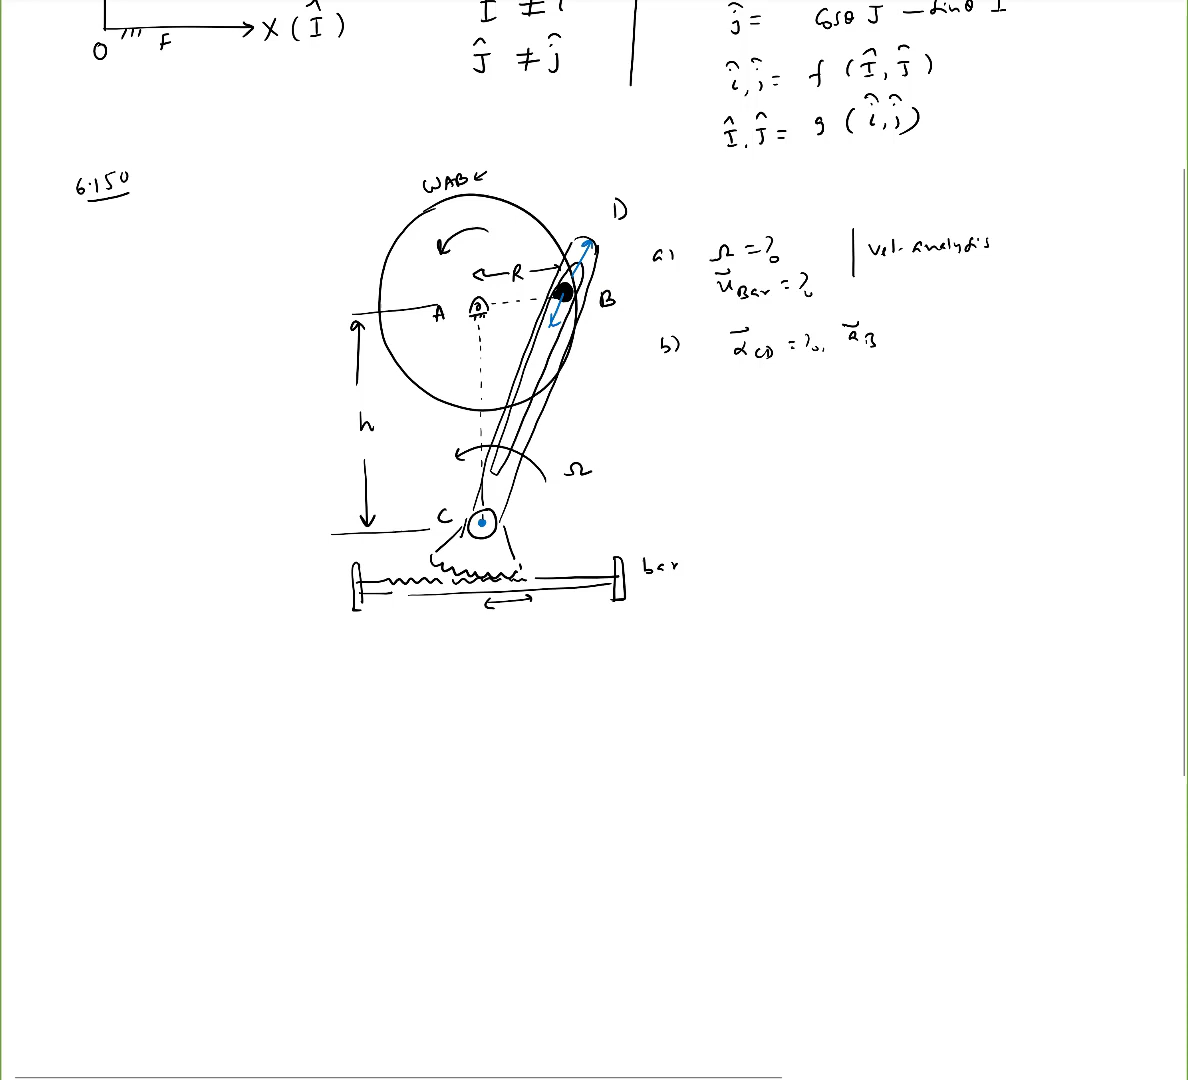 O F X (Î)
Î ≠ î
Ĵ ≠ ĵ
ĵ = Cosθ J - sinθ I
î, ĵ = f (Î, Ĵ)
Î, Ĵ = g (î, ĵ)
6.150
WAB
D
R
A
B
a) Ω = ?
vel. analysis
Bar = ?
b) α⃗CD = ?, a⃗B
h
Ω
C
bar